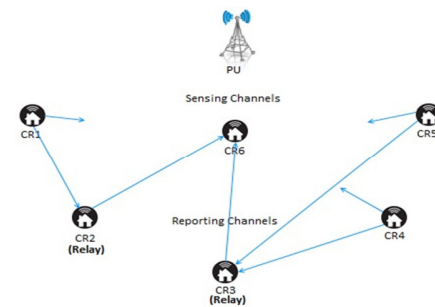 PU
Sensing Channels
CR1
CR6
CR5
CR2
(Relay)
Reporting Channels
CR4
CR3
(Relay)